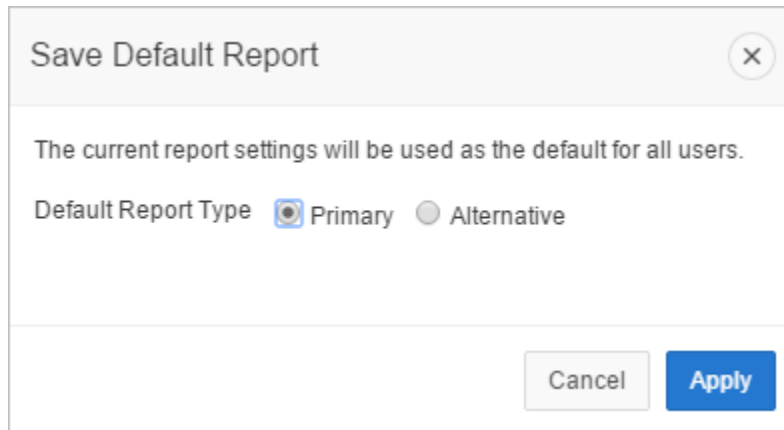 Save Default Report
The current report settings will be used as the default for all users.
Default Report Type Primary Alternative
Cancel Apply